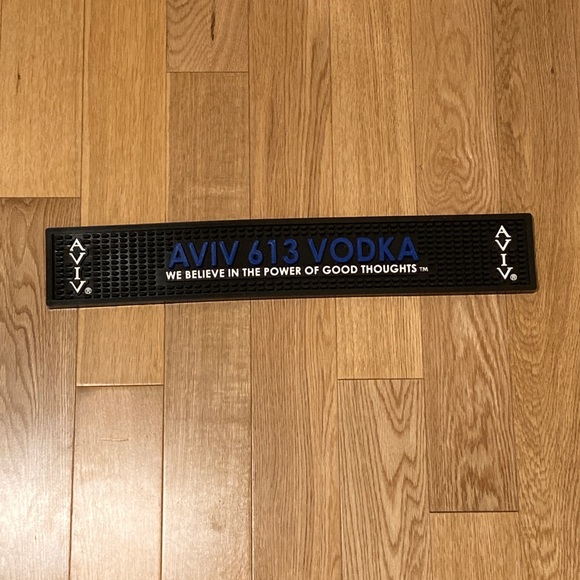 AVIV®
AVIV 613 VODKA
WE BELIEVE IN THE POWER OF GOOD THOUGHTS™
AVIV®